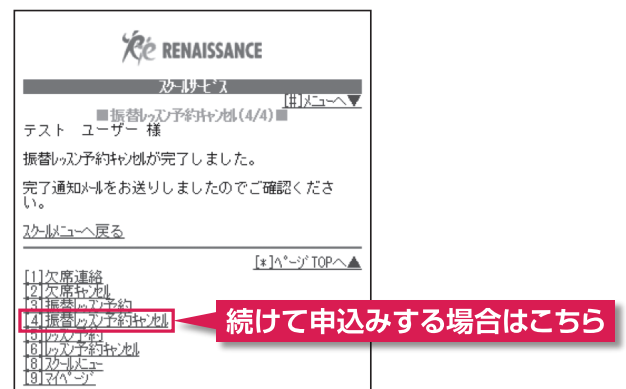 Ré RENAISSANCE
スクールサービス
[#]メニューへ▼
■振替レッスン予約キャンセル(4/4)■
テスト ユーザー 様
振替レッスン予約キャンセルが完了しました。
完了通知メールをお送りしましたのでご確認くださ
い。
スクールメニューへ戻る
[*]ページTOPへ▲
[1]欠席連絡
[2]欠席キャンセル
[3]振替レッスン予約
[4]振替レッスン予約キャンセル
続けて申込みする場合はこちら
[5]レッスン予約
[6]レッスン予約キャンセル
[8]スクールメニュー
[9]マイページ